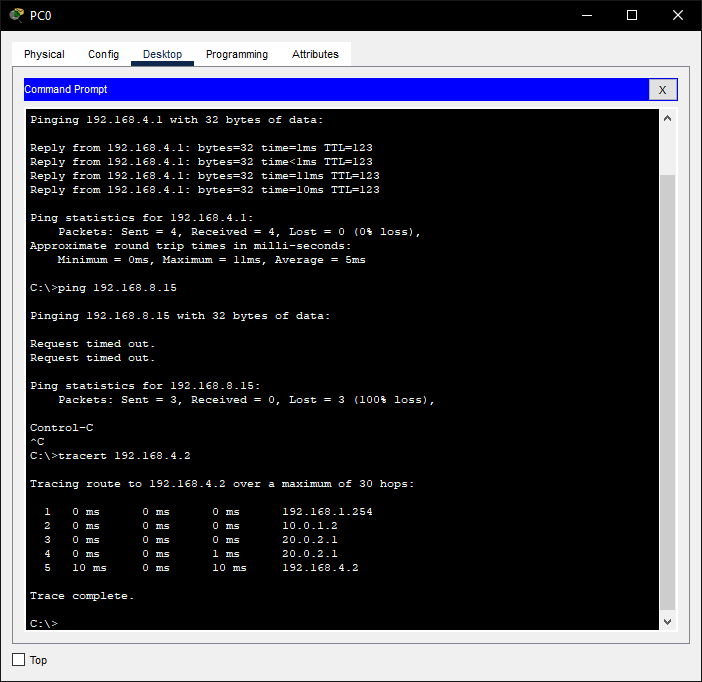 PC0
Physical Config Desktop Programming Attributes
Command Prompt X
Pinging 192.168.4.1 with 32 bytes of data:
Reply from 192.168.4.1: bytes=32 time=1ms TTL=123
Reply from 192.168.4.1: bytes=32 time<1ms TTL=123
Reply from 192.168.4.1: bytes=32 time=11ms TTL=123
Reply from 192.168.4.1: bytes=32 time=10ms TTL=123
Ping statistics for 192.168.4.1:
Packets: Sent = 4, Received = 4, Lost = 0 (0% loss),
Approximate round trip times in milli-seconds:
Minimum = 0ms, Maximum = 11ms, Average = 5ms
C:\>ping 192.168.8.15
Pinging 192.168.8.15 with 32 bytes of data:
Request timed out.
Request timed out.
Ping statistics for 192.168.8.15:
Packets: Sent = 3, Received = 0, Lost = 3 (100% loss),
Control-C
^C
C:\>tracert 192.168.4.2
Tracing route to 192.168.4.2 over a maximum of 30 hops:
1 0 ms 0 ms 0 ms 192.168.1.254
2 0 ms 0 ms 0 ms 10.0.1.2
3 0 ms 0 ms 0 ms 20.0.2.1
4 0 ms 0 ms 1 ms 20.0.2.1
5 10 ms 0 ms 10 ms 192.168.4.2
Trace complete.
C:\>
Top